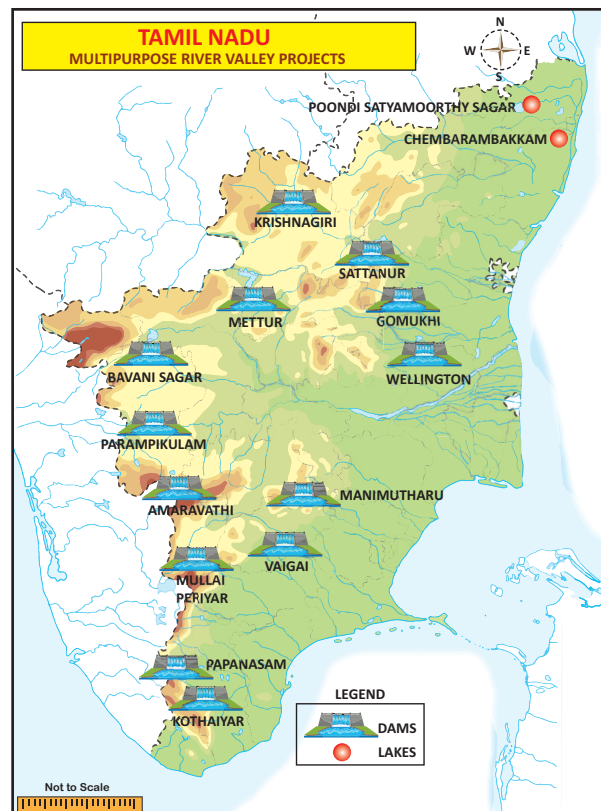 TAMIL NADU
MULTIPURPOSE RIVER VALLEY PROJECTS
N
W E
S
POONDI SATYAMOORTHY SAGAR
CHEMBARAMBAKKAM
KRISHNAGIRI
SATTANUR
METTUR
GOMUKHI
BAVANI SAGAR
WELLINGTON
PARAMPIKULAM
AMARAVATHI
MANIMUTHARU
VAIGAI
MULLAI
PERIYAR
PAPANASAM
KOTHAIYAR
LEGEND
DAMS
LAKES
Not to Scale